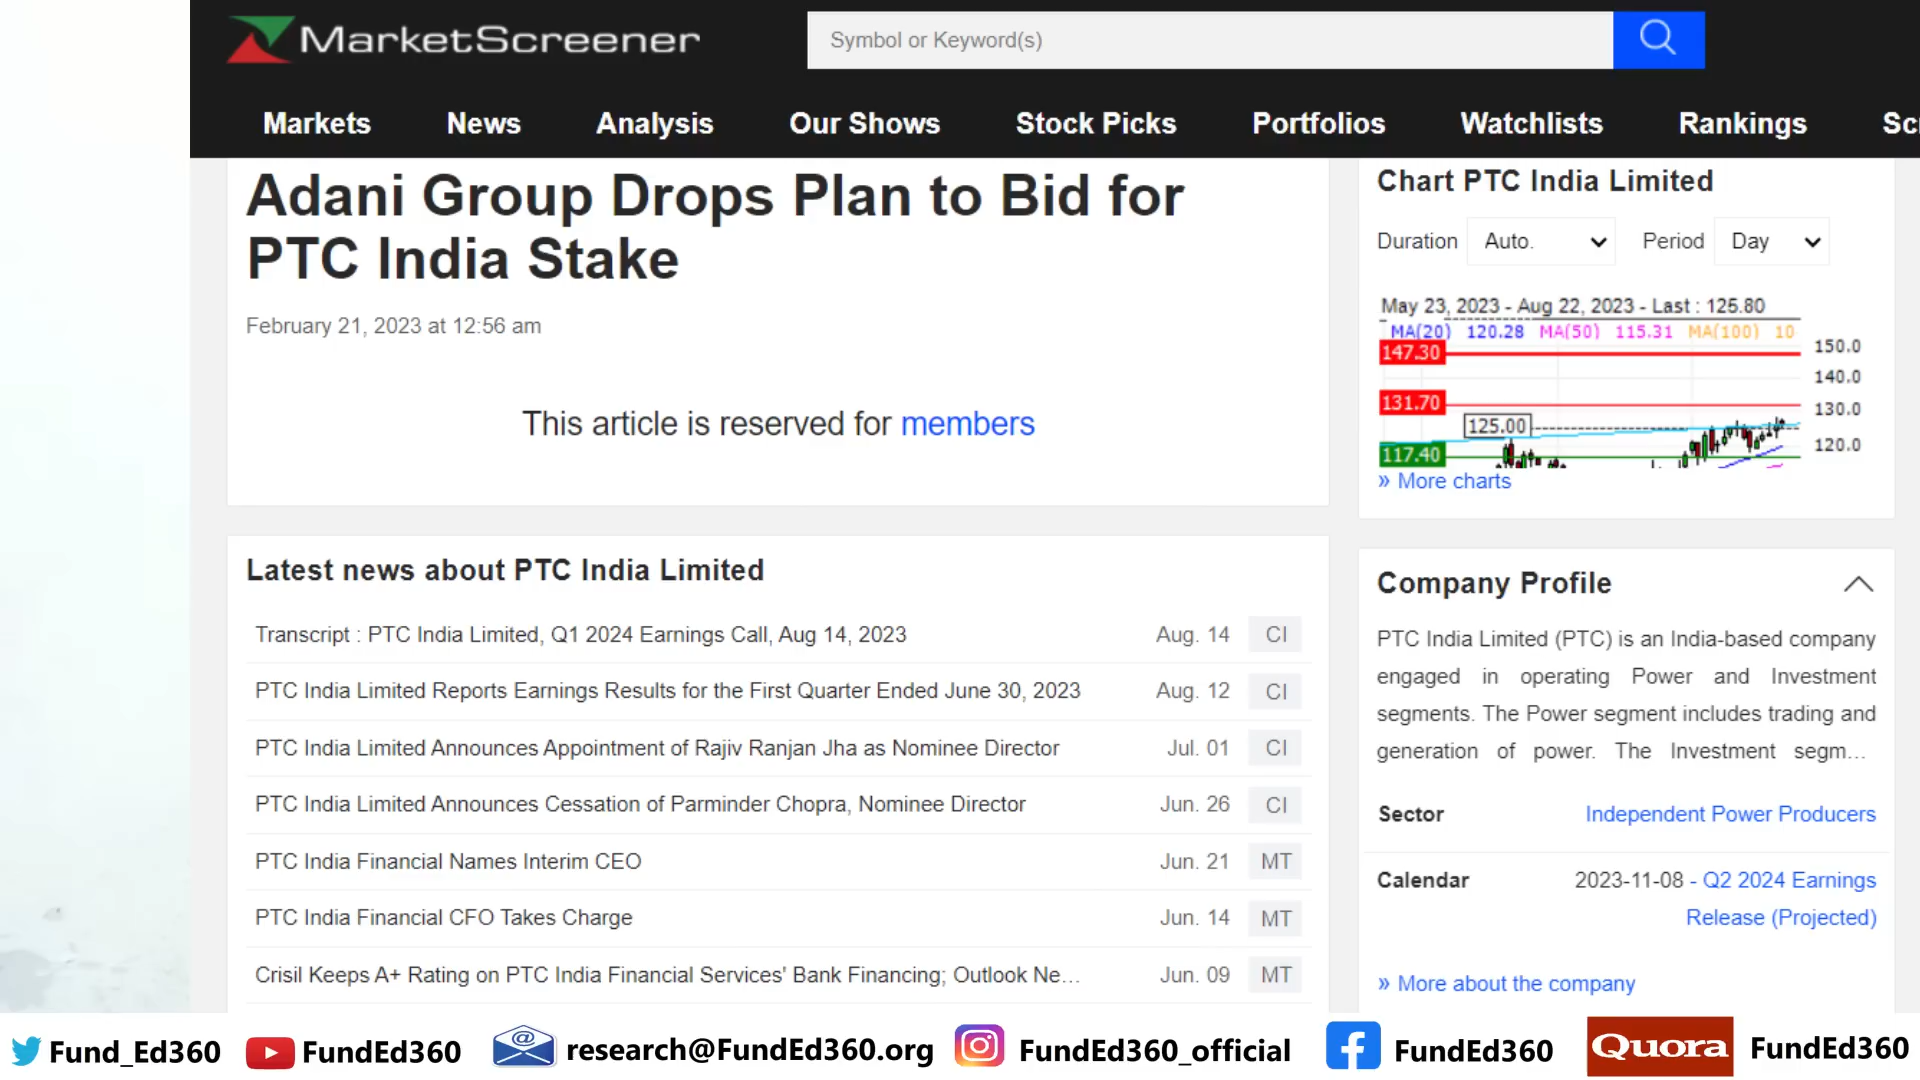 MarketScreener
Symbol or Keyword(s)
Markets News Analysis Our Shows Stock Picks Portfolios Watchlists Rankings
Adani Group Drops Plan to Bid for
PTC India Stake
February 21, 2023 at 12:56 am
This article is reserved for members
Chart PTC India Limited
Duration Auto. Period Day
May 23, 2023 - Aug 22, 2023 - Last : 125.80
MA(20) 120.28 MA(50) 115.31 MA(100) 10
147.30
131.70
125.00
117.40
150.0
140.0
130.0
120.0
» More charts
Latest news about PTC India Limited
Transcript : PTC India Limited, Q1 2024 Earnings Call, Aug 14, 2023 Aug. 14 CI
PTC India Limited Reports Earnings Results for the First Quarter Ended June 30, 2023 Aug. 12 CI
PTC India Limited Announces Appointment of Rajiv Ranjan Jha as Nominee Director Jul. 01 CI
PTC India Limited Announces Cessation of Parminder Chopra, Nominee Director Jun. 26 CI
PTC India Financial Names Interim CEO Jun. 21 MT
PTC India Financial CFO Takes Charge Jun. 14 MT
Crisil Keeps A+ Rating on PTC India Financial Services' Bank Financing; Outlook Ne... Jun. 09 MT
Company Profile
PTC India Limited (PTC) is an India-based company
engaged in operating Power and Investment
segments. The Power segment includes trading and
generation of power. The Investment segm...
Sector Independent Power Producers
Calendar 2023-11-08 - Q2 2024 Earnings
Release (Projected)
» More about the company
Fund_Ed360 FundEd360 research@FundEd360.org FundEd360_official FundEd360 Quora FundEd360